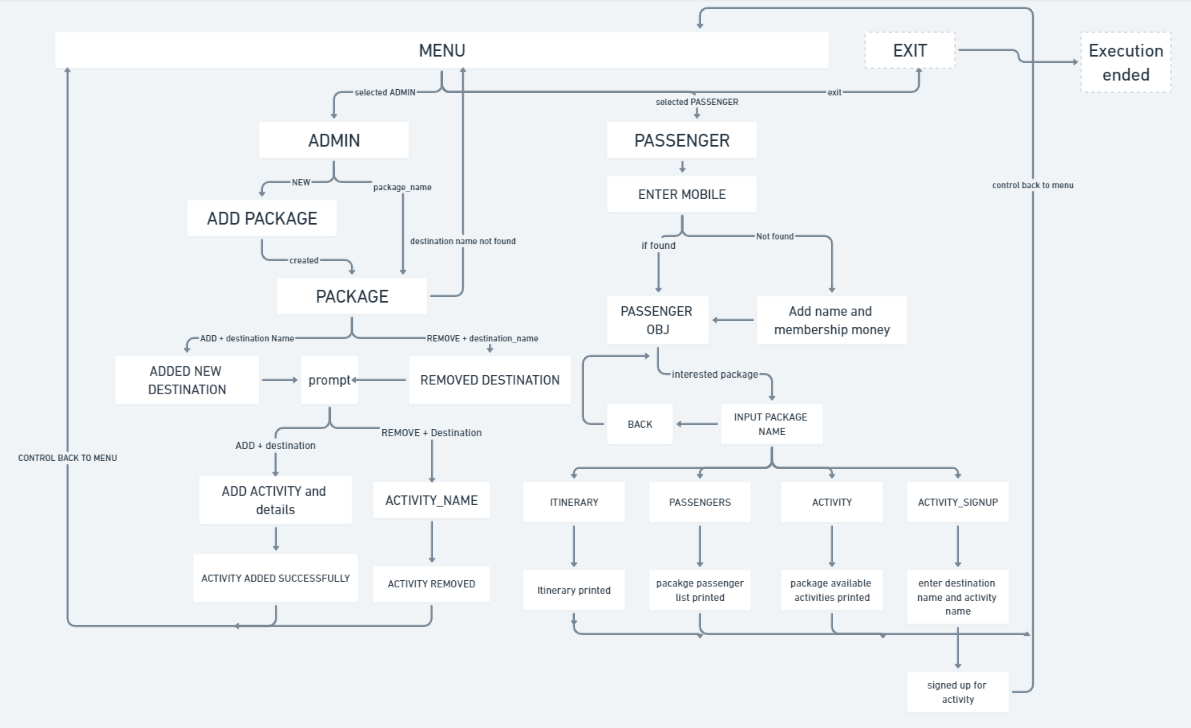 MENU
EXIT
Execution
ended
selected ADMIN
exit
selected PASSENGER
ADMIN
PASSENGER
NEW
package_name
control back to menu
ENTER MOBILE
ADD PACKAGE
if found
Not found
destination name not found
created
PACKAGE
PASSENGER
OBJ
Add name and
membership money
ADD + destination Name
REMOVE + destination_name
ADDED NEW
DESTINATION
prompt
REMOVED DESTINATION
interested package
BACK
INPUT PACKAGE
NAME
ADD + destination
REMOVE + Destination
CONTROL BACK TO MENU
ADD ACTIVITY and
details
ACTIVITY_NAME
ITINERARY
PASSENGERS
ACTIVITY
ACTIVITY_SIGNUP
ACTIVITY ADDED SUCCESSFULLY
ACTIVITY REMOVED
Itinerary printed
pacakge passenger
list printed
package available
activities printed
enter destination
name and activity
name
signed up for
activity